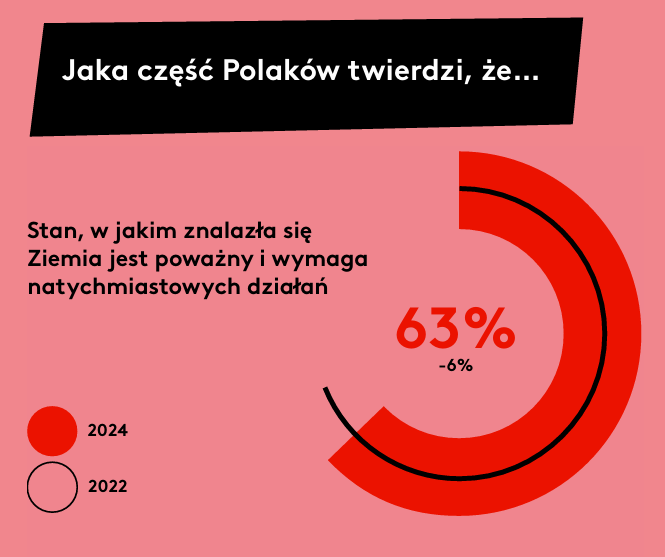 Jaka część Polaków twierdzi, że...
Stan, w jakim znalazła się
Ziemia jest poważny i wymaga
natychmiastowych działań
63%
-6%
2024
2022